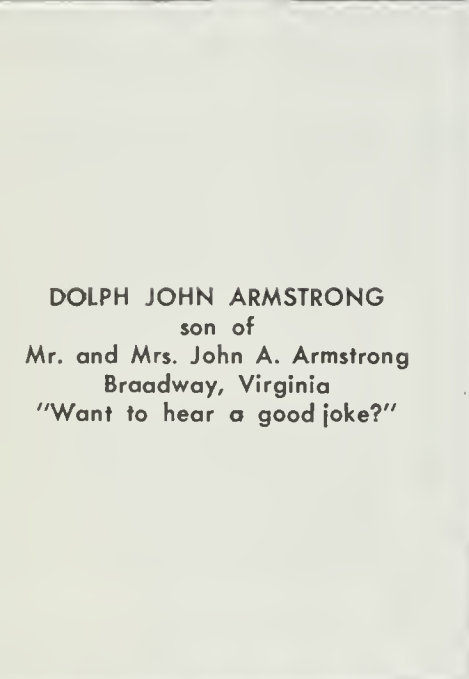 DOLPH JOHN ARMSTRONG
son of
Mr. and Mrs. John A. Armstrong
Braadway, Virginia
"Want to hear a good joke?"